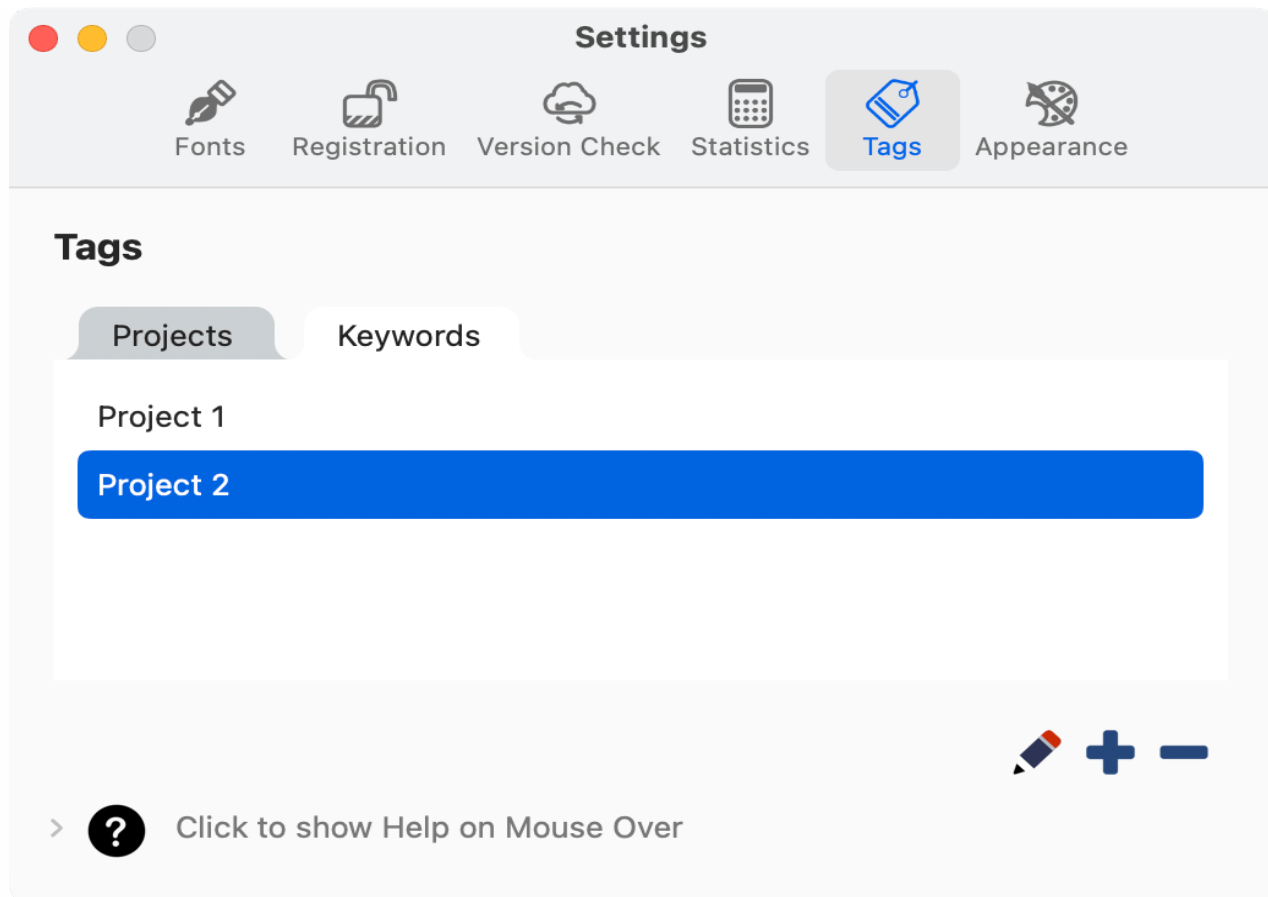 Settings
Fonts Registration Version Check Statistics Tags Appearance
Tags
Projects Keywords
Project 1
Project 2
? Click to show Help on Mouse Over